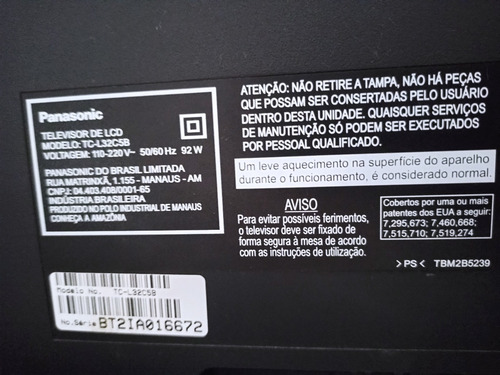 Panasonic
TELEVISOR DE LCD
MODELO: TC-L32C5B
VOLTAGEM: 110-220V~ 50/60 Hz 92 W
PANASONIC DO BRASIL LIMITADA
RUA MATRINXÃ, 1.155 - MANAUS - AM
CNPJ: 04.403.408/0001-65
INDÚSTRIA BRASILEIRA
PRODUZIDO NO POLO INDUSTRIAL DE MANAUS
CONHEÇA A AMAZÔNIA
Modelo No. TC-L32C5B
No.Série BT2IA016672
ATENÇÃO: NÃO RETIRE A TAMPA, NÃO HÁ PEÇAS
QUE POSSAM SER CONSERTADAS PELO USUÁRIO
DENTRO DESTA UNIDADE. QUAISQUER SERVIÇOS
DE MANUTENÇÃO SÓ PODEM SER EXECUTADOS
POR PESSOAL QUALIFICADO.
Um leve aquecimento na superfície do aparelho
durante o funcionamento, é considerado normal.
AVISO
Para evitar possíveis ferimentos,
o televisor deve ser fixado de
forma segura à mesa de acordo
com as instruções de utilização.
Cobertos por uma ou mais
patentes dos EUA a seguir:
7,295,673; 7,460,668;
7,515,710; 7,519,274
>PS< TBM2B5239